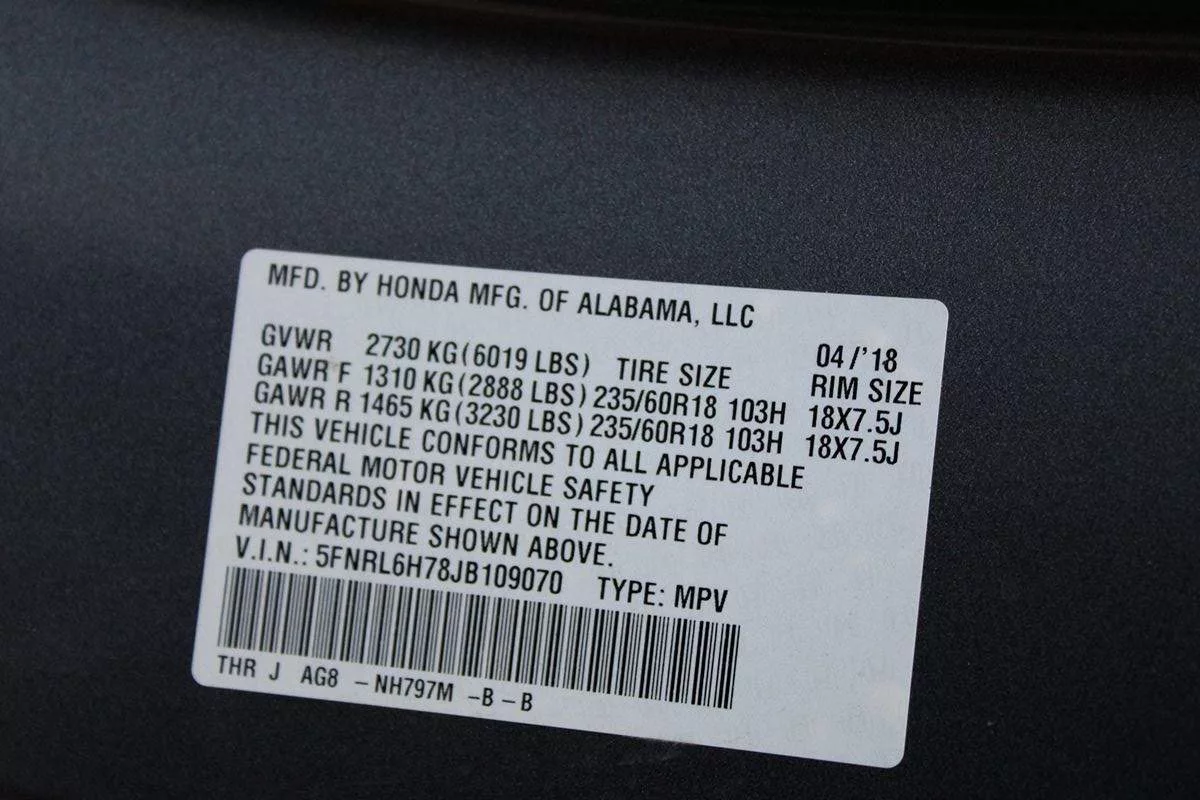 MFD. BY HONDA MFG. OF ALABAMA, LLC
04/'18
GVWR 2730 KG(6019 LBS) TIRE SIZE RIM SIZE
GAWR F 1310 KG(2888 LBS) 235/60R18 103H 18X7.5J
GAWR R 1465 KG(3230 LBS) 235/60R18 103H 18X7.5J
THIS VEHICLE CONFORMS TO ALL APPLICABLE
FEDERAL MOTOR VEHICLE SAFETY
STANDARDS IN EFFECT ON THE DATE OF
MANUFACTURE SHOWN ABOVE.
V.I.N.: 5FNRL6H78JB109070 TYPE: MPV
THR J AG8 -NH797M -B-B